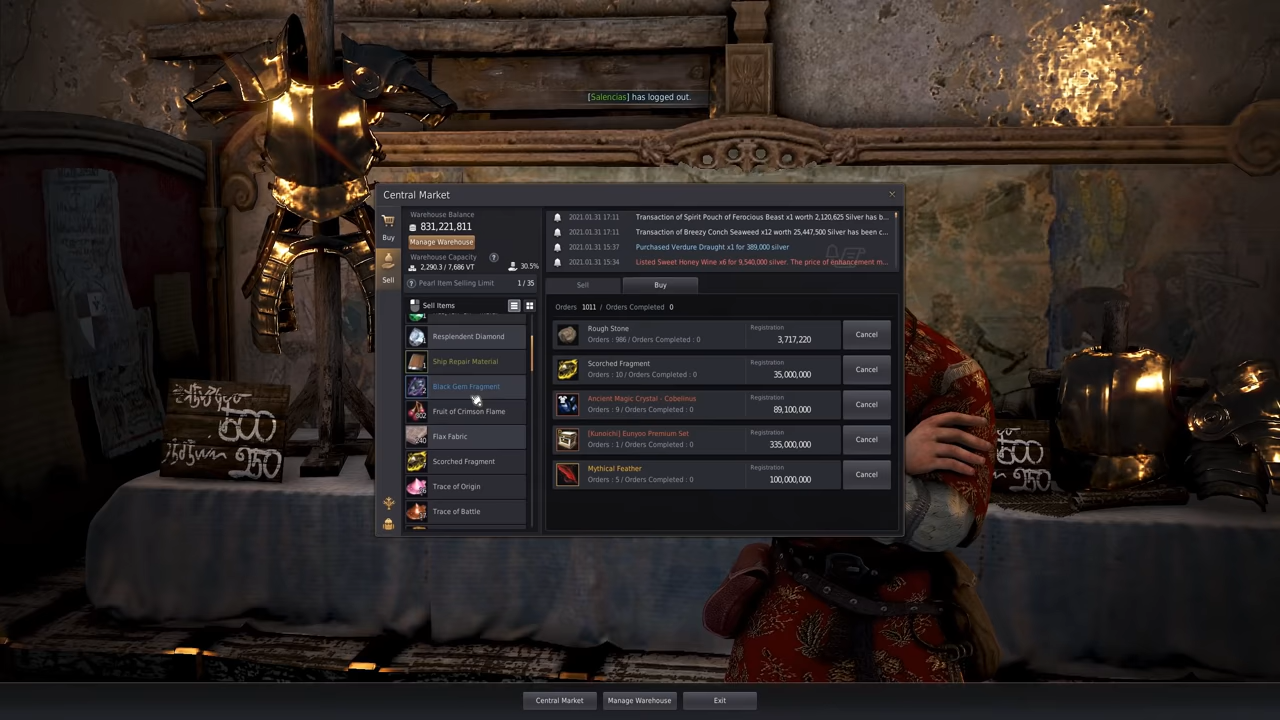 [Salencias] has logged out.
Central Market
Buy
Sell
Warehouse Balance
831,221,811
Manage Warehouse
Warehouse Capacity
2,290.3 / 7,686 VT
30.5%
Pearl Item Selling Limit 1 / 35
2021.01.31 17:11 Transaction of Spirit Pouch of Ferocious Beast x1 worth 2,120,625 Silver has b...
2021.01.31 17:11 Transaction of Breezy Conch Seaweed x12 worth 25,447,500 Silver has been c...
2021.01.31 15:37 Purchased Verdure Draught x1 for 389,000 silver
2021.01.31 15:34 Listed Sweet Honey Wine x6 for 9,540,000 silver. The price of enhancement m...
Sell Items
Resplendent Diamond
Ship Repair Material
Black Gem Fragment
Fruit of Crimson Flame
Flax Fabric
Scorched Fragment
Trace of Origin
Trace of Battle
Sell
Buy
Orders 1011 / Orders Completed 0
Rough Stone
Orders : 986 / Orders Completed : 0
Registration
3,717,220
Cancel
Scorched Fragment
Orders : 10 / Orders Completed : 0
Registration
35,000,000
Cancel
Ancient Magic Crystal - Cobelinus
Orders : 9 / Orders Completed : 0
Registration
89,100,000
Cancel
[Kunoichi] Eunyoo Premium Set
Orders : 1 / Orders Completed : 0
Registration
335,000,000
Cancel
Mythical Feather
Orders : 5 / Orders Completed : 0
Registration
100,000,000
Cancel
500
250
500
250
Central Market
Manage Warehouse
Exit